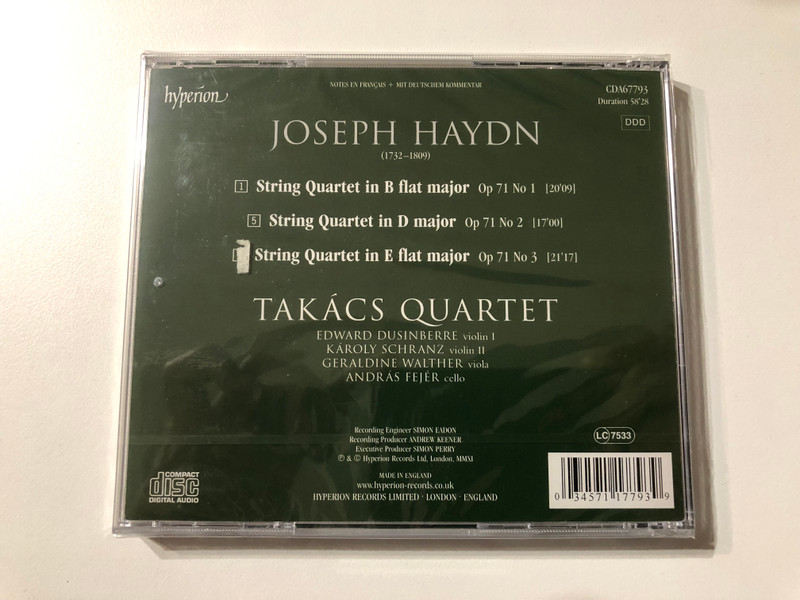 NOTES EN FRANÇAIS + MIT DEUTSCHEM KOMMENTAR
hyperion
CDA67793
Duration 58'28
DDD
JOSEPH HAYDN
(1732–1809)
1 String Quartet in B flat major Op 71 No 1 [20'09]
5 String Quartet in D major Op 71 No 2 [17'00]
String Quartet in E flat major Op 71 No 3 [21'17]
TAKÁCS QUARTET
EDWARD DUSINBERRE violin I
KÁROLY SCHRANZ violin II
GERALDINE WALTHER viola
ANDRÁS FEJÉR cello
Recording Engineer SIMON EADON
Recording Producer ANDREW KEENER
Executive Producer SIMON PERRY
℗ & © Hyperion Records Ltd, London, MMXI
MADE IN ENGLAND
www.hyperion-records.co.uk
HYPERION RECORDS LIMITED · LONDON · ENGLAND
COMPACT
disc
DIGITAL AUDIO
LC 7533
0 34571 17793 9